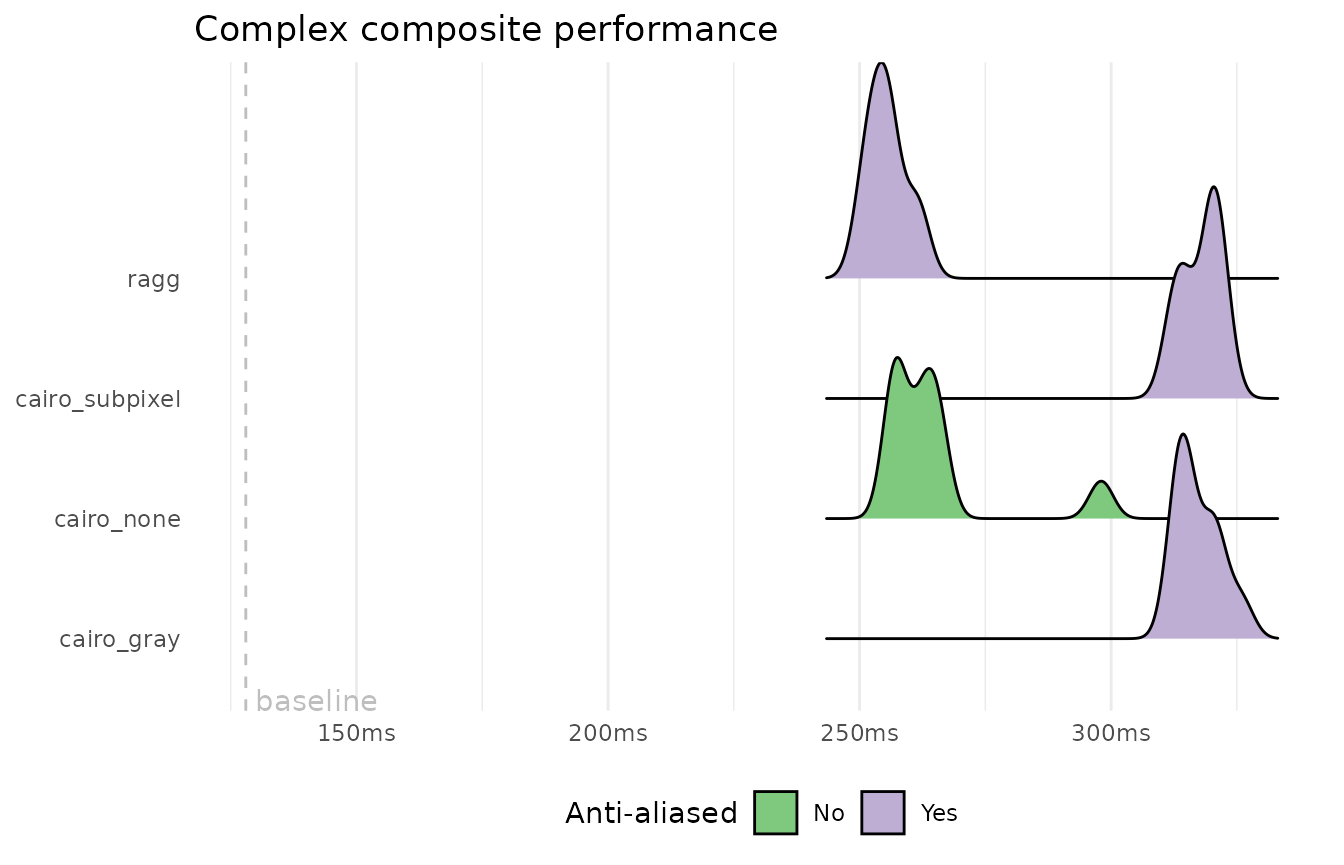 Complex composite performance
ragg
cairo_subpixel
cairo_none
cairo_gray
baseline
150ms 200ms 250ms 300ms
Anti-aliased No Yes